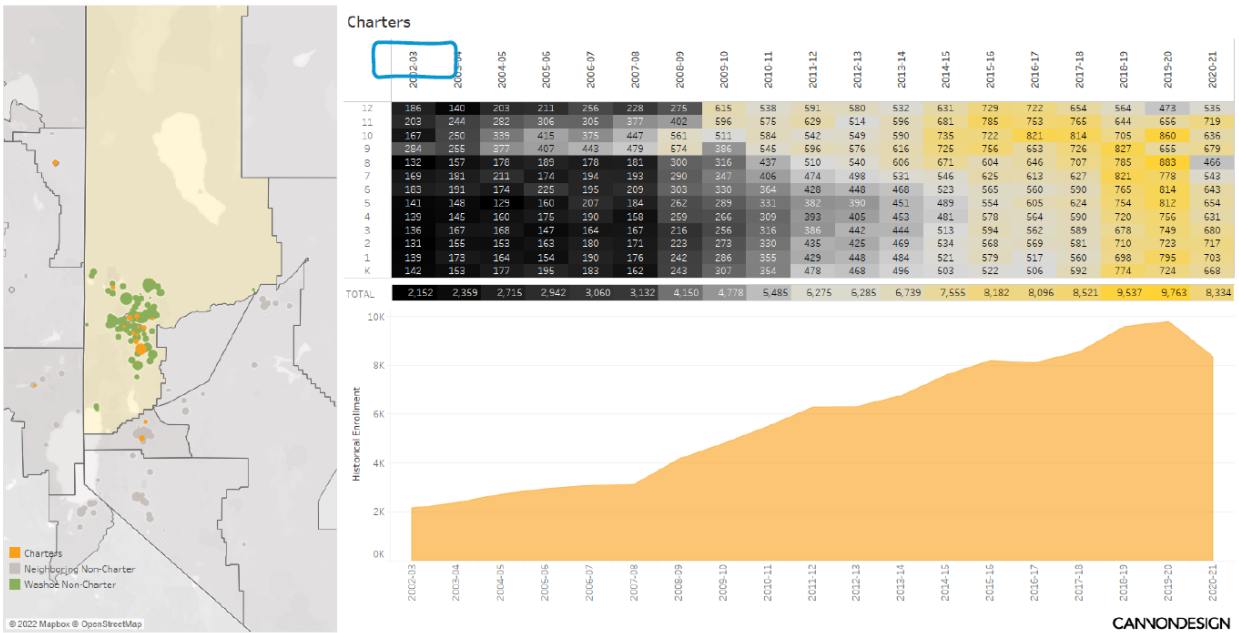 Charters
2002-03 2003-04 2004-05 2005-06 2006-07 2007-08 2008-09 2009-10 2010-11 2011-12 2012-13 2013-14 2014-15 2015-16 2016-17 2017-18 2018-19 2019-20 2020-21
12 186 140 203 211 256 228 275 615 538 591 580 532 631 729 722 654 564 473 535
11 203 244 282 306 305 377 402 596 575 629 514 596 681 785 753 765 644 656 719
10 167 250 339 415 375 447 561 511 584 542 549 590 735 722 821 814 705 860 636
9 284 255 377 407 443 479 574 386 545 596 576 616 725 756 653 726 827 655 679
8 132 157 178 189 178 181 300 316 437 510 540 606 671 604 646 707 785 883 466
7 169 181 211 174 194 193 290 347 406 474 498 531 546 625 613 627 821 778 543
6 183 191 174 225 195 209 303 330 364 428 448 468 523 565 560 590 765 814 643
5 141 148 129 160 207 184 262 289 331 382 390 451 489 554 605 624 754 812 654
4 139 145 160 175 190 158 259 266 309 393 405 453 481 578 564 590 720 756 631
3 136 167 168 147 164 167 216 256 316 386 442 444 513 594 562 589 678 749 680
2 131 155 153 163 180 171 223 273 330 435 425 469 534 568 569 581 710 723 717
1 139 173 164 154 190 176 242 286 355 429 448 484 521 579 517 560 698 795 703
K 142 153 177 195 183 162 243 307 354 478 468 496 503 522 506 592 774 724 668
TOTAL 2,152 2,359 2,715 2,942 3,060 3,132 4,150 4,778 5,485 6,275 6,285 6,739 7,555 8,182 8,096 8,521 9,537 9,763 8,334
10K
8K
6K
4K
2K
0K
Historical Enrollment
2002-03 2003-04 2004-05 2005-06 2006-07 2007-08 2008-09 2009-10 2010-11 2011-12 2012-13 2013-14 2014-15 2015-16 2016-17 2017-18 2018-19 2019-20 2020-21
Charters
Neighboring Non-Charter
Washoe Non-Charter
© 2022 Mapbox © OpenStreetMap
CANNONDESIGN